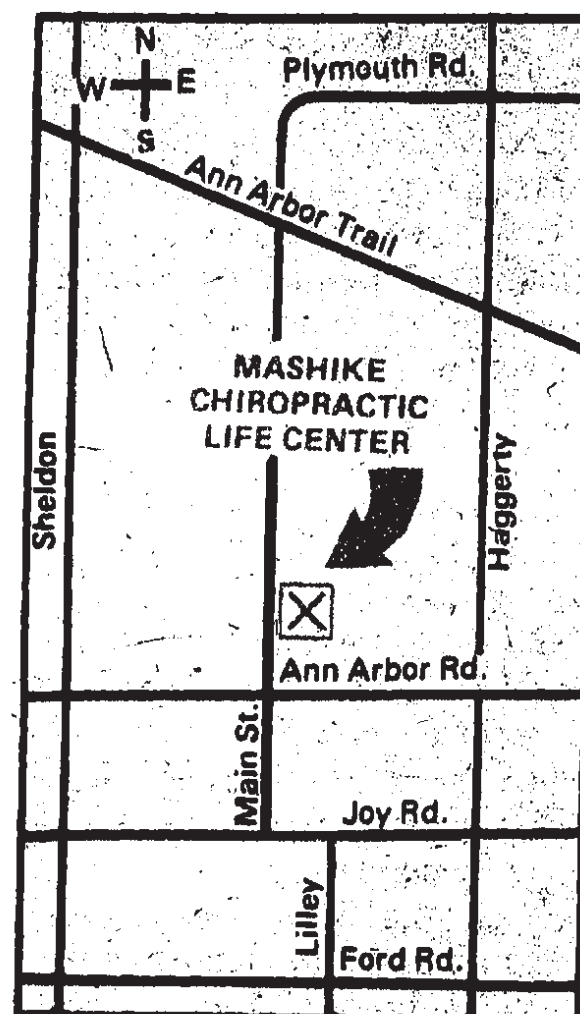 N
W E
S
Plymouth Rd.
Ann Arbor Trail
MASHIKE
CHIROPRACTIC
LIFE CENTER
Sheldon
Haggerty
X
Ann Arbor Rd.
Main St.
Joy Rd.
Lilley
Ford Rd.